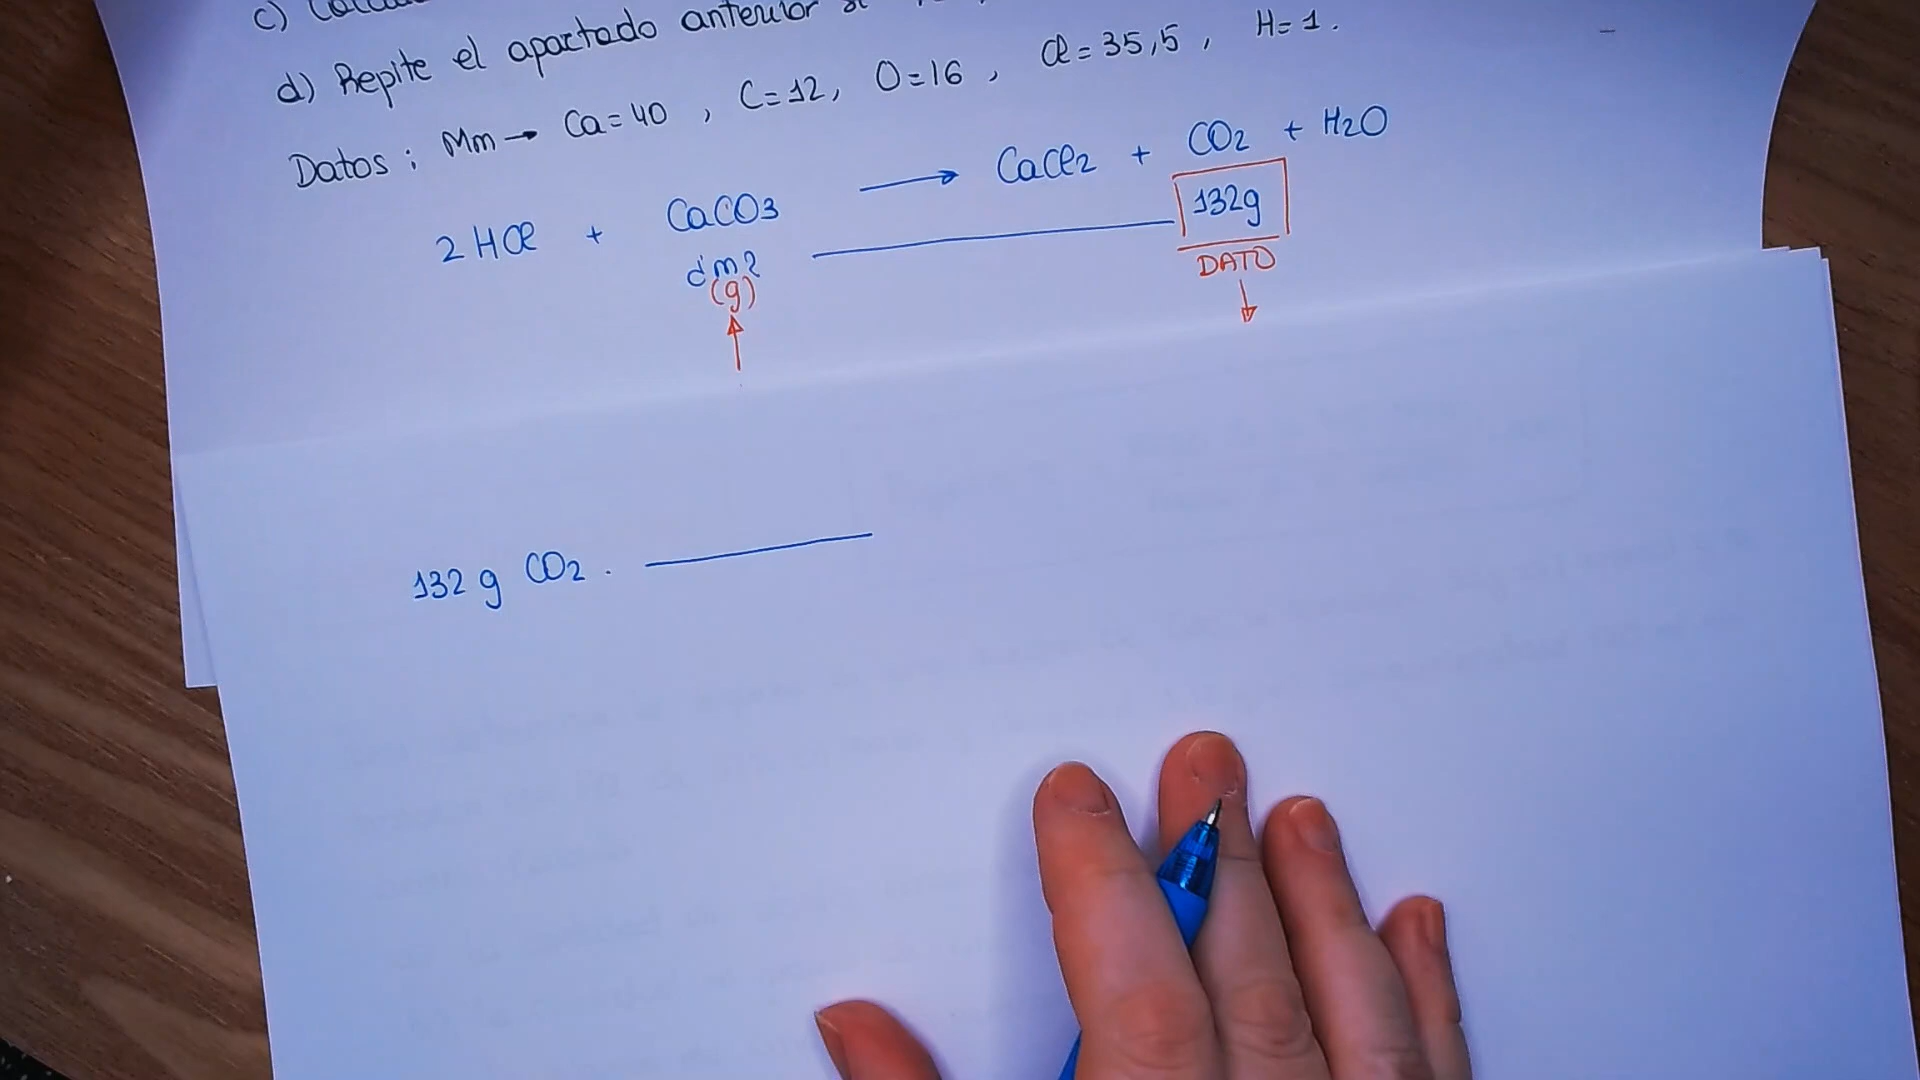 c)
d) Repite el apartado anterior si
Datos: Mm → Ca=40, C=12, O=16, Cl=35,5, H=1.
2 HCl + CaCO3 → CaCl2 + CO2 + H2O
¿m? 132g
(g) DATO
132 g CO2 .